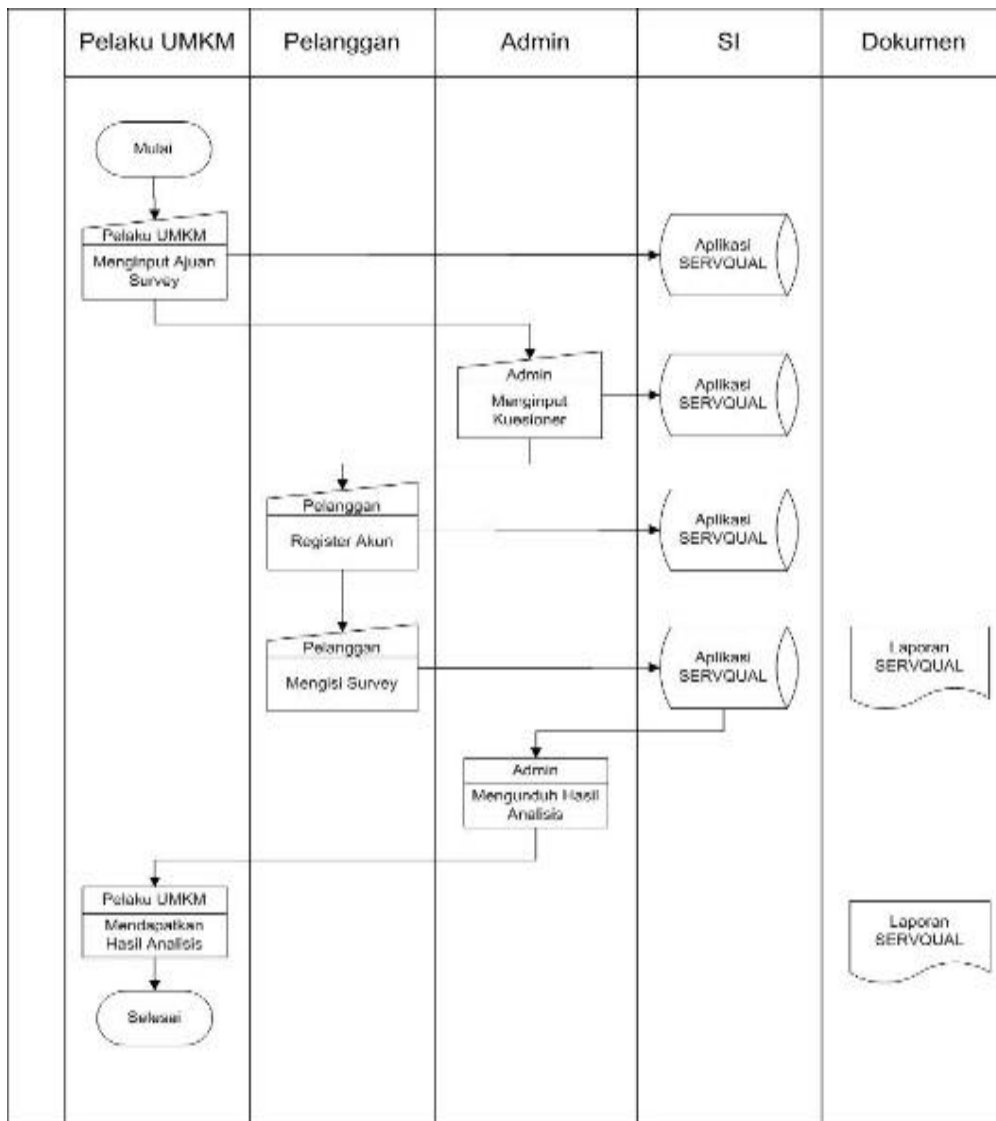 Pelaku UMKM
Pelanggan
Admin
SI
Dokumen
Mulai
Pelaku UMKM
Menginput Ajuan
Survey
Aplikasi
SERVQUAL
Admin
Menginput
Kuesioner
Aplikasi
SERVQUAL
Pelanggan
Register Akun
Aplikasi
SERVQUAL
Pelanggan
Mengisi Survey
Aplikasi
SERVQUAL
Laporan
SERVQUAL
Admin
Mengunduh Hasil
Analisis
Pelaku UMKM
Mendapatkan
Hasil Analisis
Laporan
SERVQUAL
Selesai